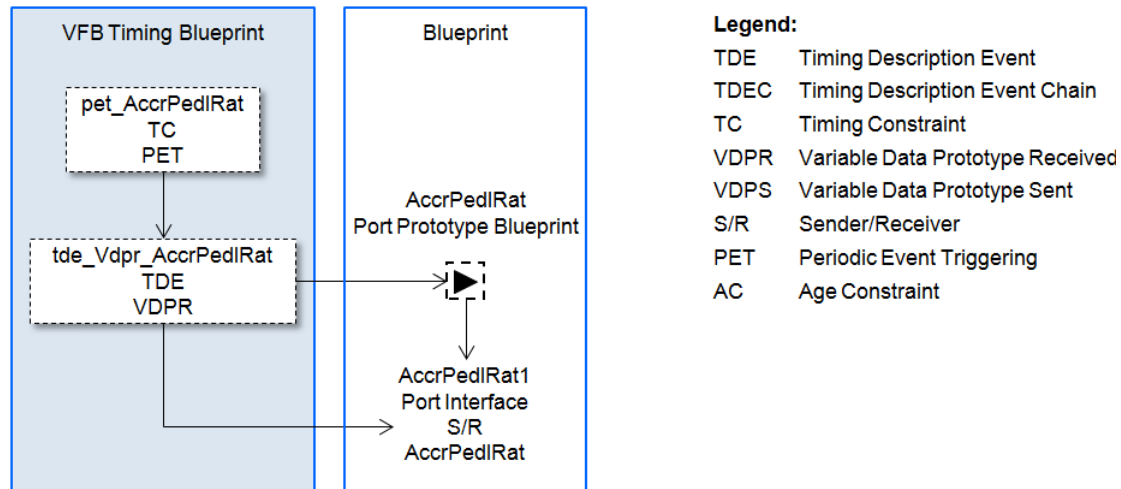 VFB Timing Blueprint
pet_AccrPedlRat
TC
PET
tde_Vdpr_AccrPedlRat
TDE
VDPR
Blueprint
AccrPedlRat
Port Prototype Blueprint
AccrPedlRat1
Port Interface
S/R
AccrPedlRat
Legend:
TDE Timing Description Event
TDEC Timing Description Event Chain
TC Timing Constraint
VDPR Variable Data Prototype Received
VDPS Variable Data Prototype Sent
S/R Sender/Receiver
PET Periodic Event Triggering
AC Age Constraint